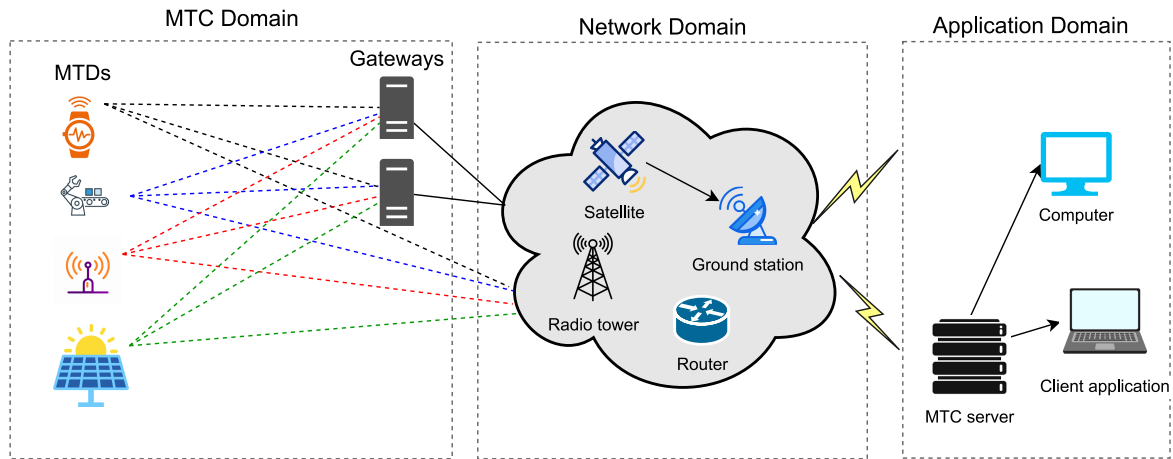 MTC Domain
Network Domain
Application Domain
MTDs
Gateways
Satellite
Ground station
Radio tower
Router
Computer
Client application
MTC server